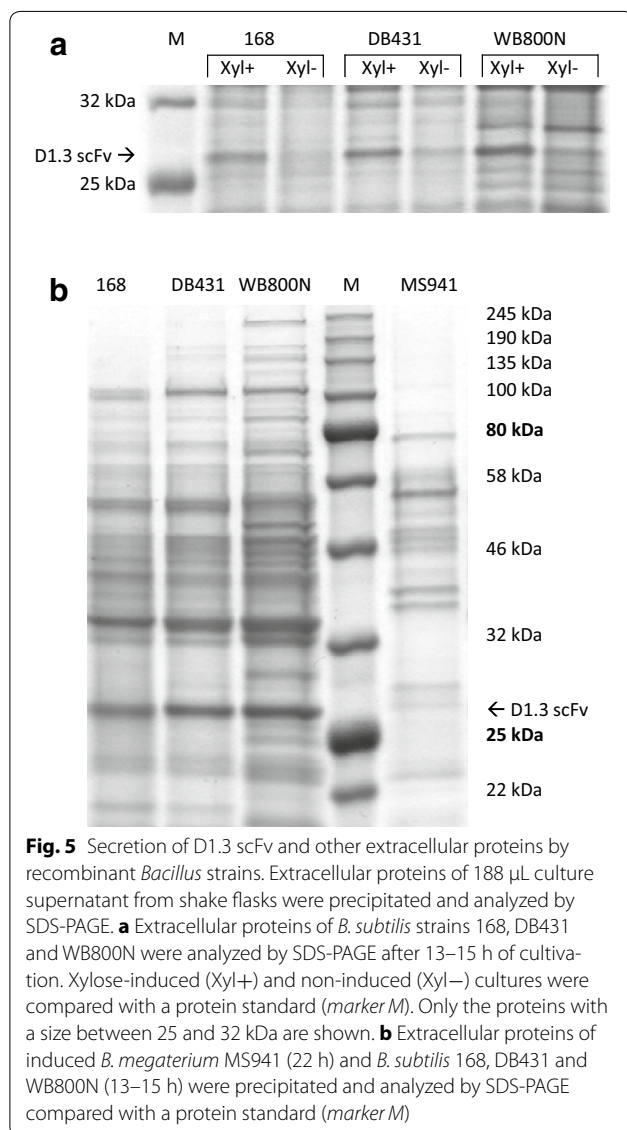 a
M 168 DB431 WB800N
Xyl+ Xyl- Xyl+ Xyl- Xyl+ Xyl-
32 kDa
D1.3 scFv →
25 kDa
b
168 DB431 WB800N M MS941
245 kDa
190 kDa
135 kDa
100 kDa
80 kDa
58 kDa
46 kDa
32 kDa
← D1.3 scFv
25 kDa
22 kDa
Fig. 5 Secretion of D1.3 scFv and other extracellular proteins by
recombinant Bacillus strains. Extracellular proteins of 188 µL culture
supernatant from shake flasks were precipitated and analyzed by
SDS-PAGE. a Extracellular proteins of B. subtilis strains 168, DB431
and WB800N were analyzed by SDS-PAGE after 13–15 h of cultiva-
tion. Xylose-induced (Xyl+) and non-induced (Xyl−) cultures were
compared with a protein standard (marker M). Only the proteins with
a size between 25 and 32 kDa are shown. b Extracellular proteins of
induced B. megaterium MS941 (22 h) and B. subtilis 168, DB431 and
WB800N (13–15 h) were precipitated and analyzed by SDS-PAGE
compared with a protein standard (marker M)